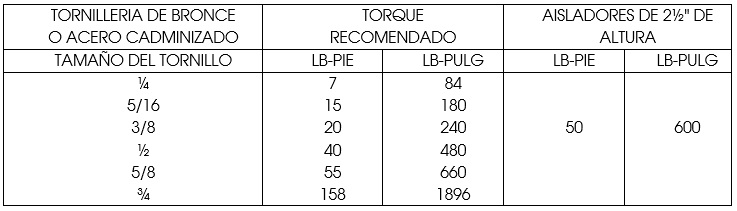 TORNILLERIA DE BRONCE O ACERO CADMINIZADO TORQUE RECOMENDADO AISLADORES DE 2½" DE ALTURA
TAMAÑO DEL TORNILLO LB-PIE LB-PULG LB-PIE LB-PULG
¼ 7 84
5/16 15 180
3/8 20 240 50 600
½ 40 480
5/8 55 660
¾ 158 1896